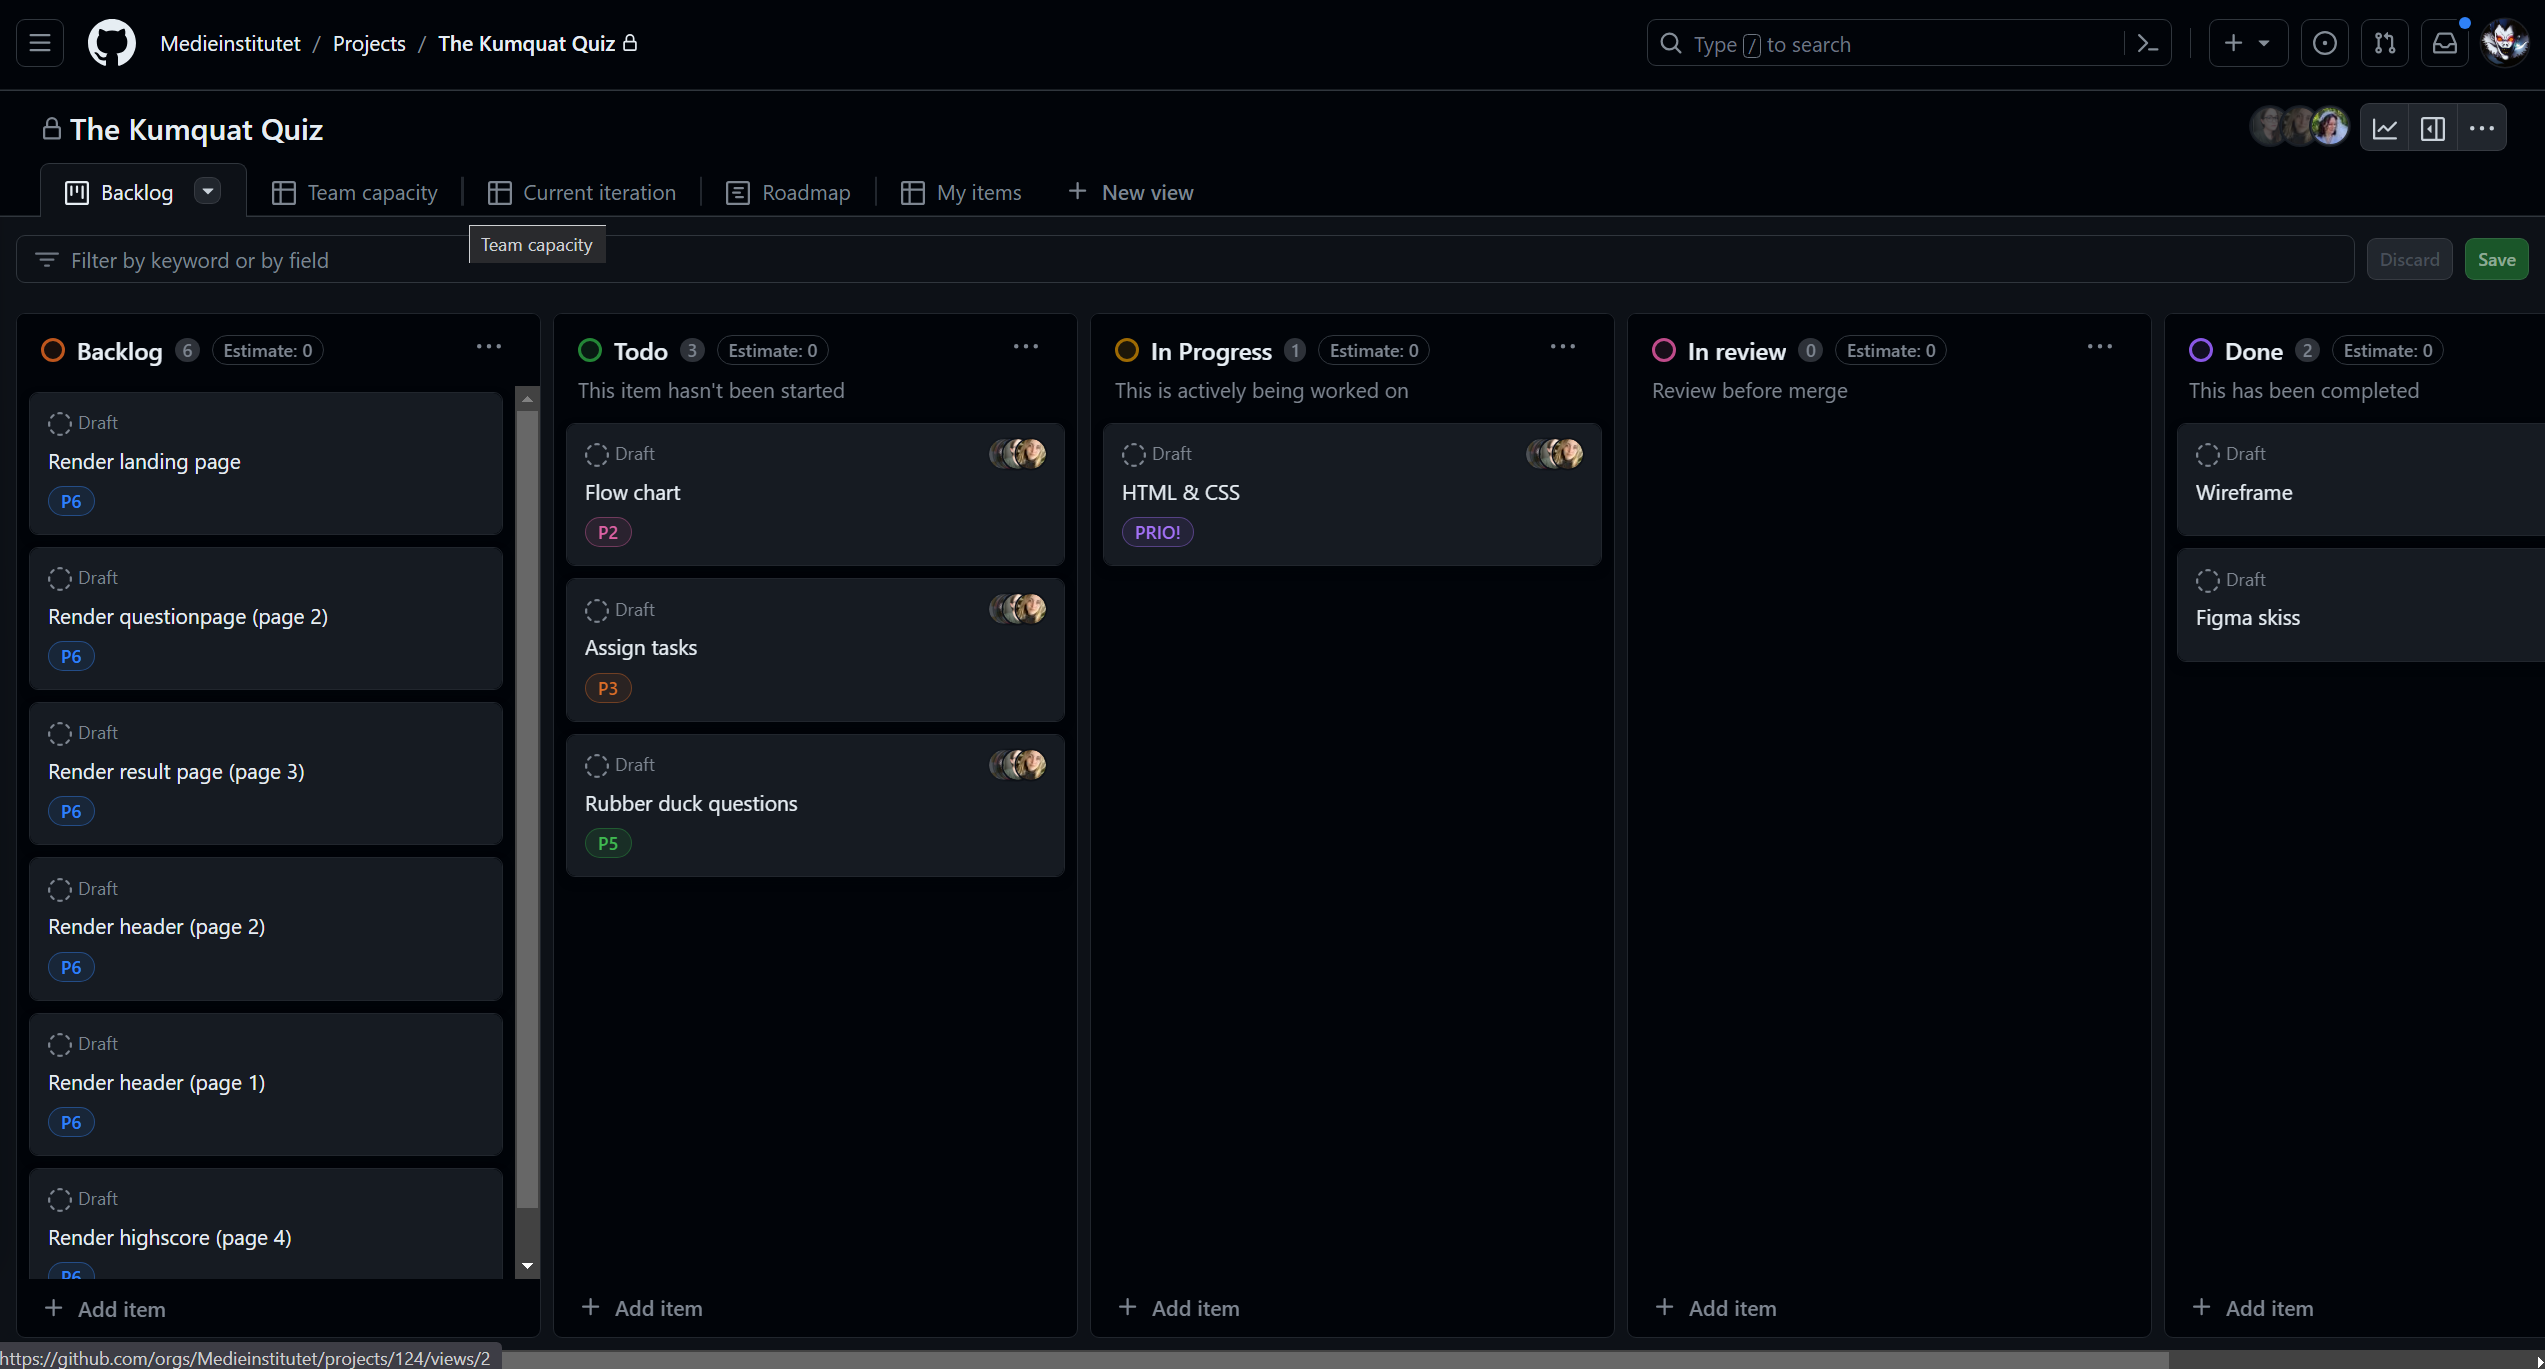 Medieinstitutet / Projects / The Kumquat Quiz
Type / to search
The Kumquat Quiz
Backlog
Team capacity
Current iteration
Roadmap
My items
New view
Team capacity
Filter by keyword or by field
Discard
Save
Backlog 6 Estimate: 0
Draft
Render landing page
P6
Draft
Render questionpage (page 2)
P6
Draft
Render result page (page 3)
P6
Draft
Render header (page 2)
P6
Draft
Render header (page 1)
P6
Draft
Render highscore (page 4)
P6
Add item
Todo 3 Estimate: 0
This item hasn't been started
Draft
Flow chart
P2
Draft
Assign tasks
P3
Draft
Rubber duck questions
P5
Add item
In Progress 1 Estimate: 0
This is actively being worked on
Draft
HTML & CSS
PRIO!
Add item
In review 0 Estimate: 0
Review before merge
Add item
Done 2 Estimate: 0
This has been completed
Draft
Wireframe
Draft
Figma skiss
Add item
https://github.com/orgs/Medieinstitutet/projects/124/views/2